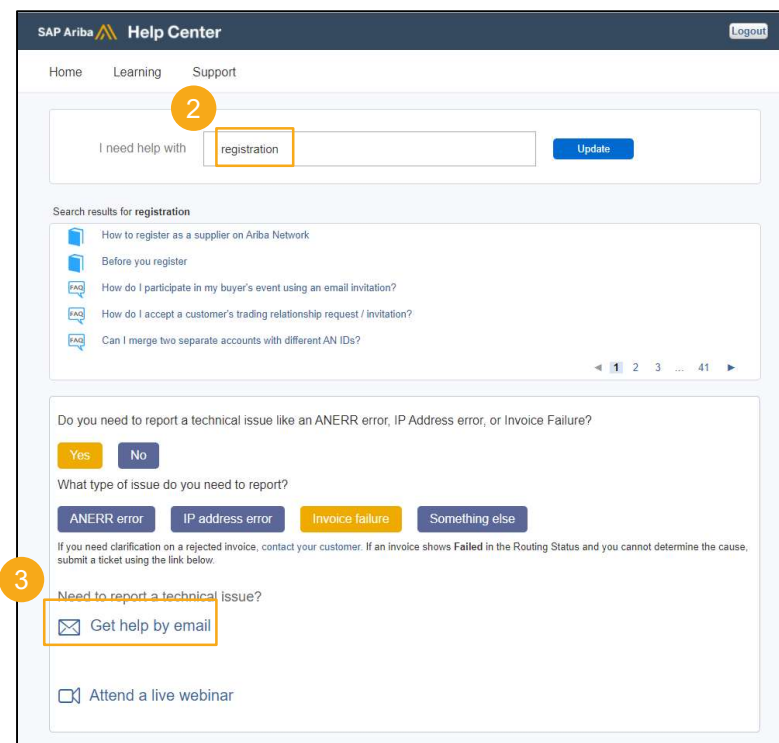 SAP Ariba Help Center
Logout
Home Learning Support
2
I need help with registration Update
Search results for registration
How to register as a supplier on Ariba Network
Before you register
FAQ How do I participate in my buyer's event using an email invitation?
FAQ How do I accept a customer's trading relationship request / invitation?
FAQ Can I merge two separate accounts with different AN IDs?
◄ 1 2 3 ... 41 ►
Do you need to report a technical issue like an ANERR error, IP Address error, or Invoice Failure?
Yes No
What type of issue do you need to report?
ANERR error IP address error Invoice failure Something else
If you need clarification on a rejected invoice, contact your customer. If an invoice shows Failed in the Routing Status and you cannot determine the cause,
submit a ticket using the link below.
3
Need to report a technical issue?
Get help by email
Attend a live webinar